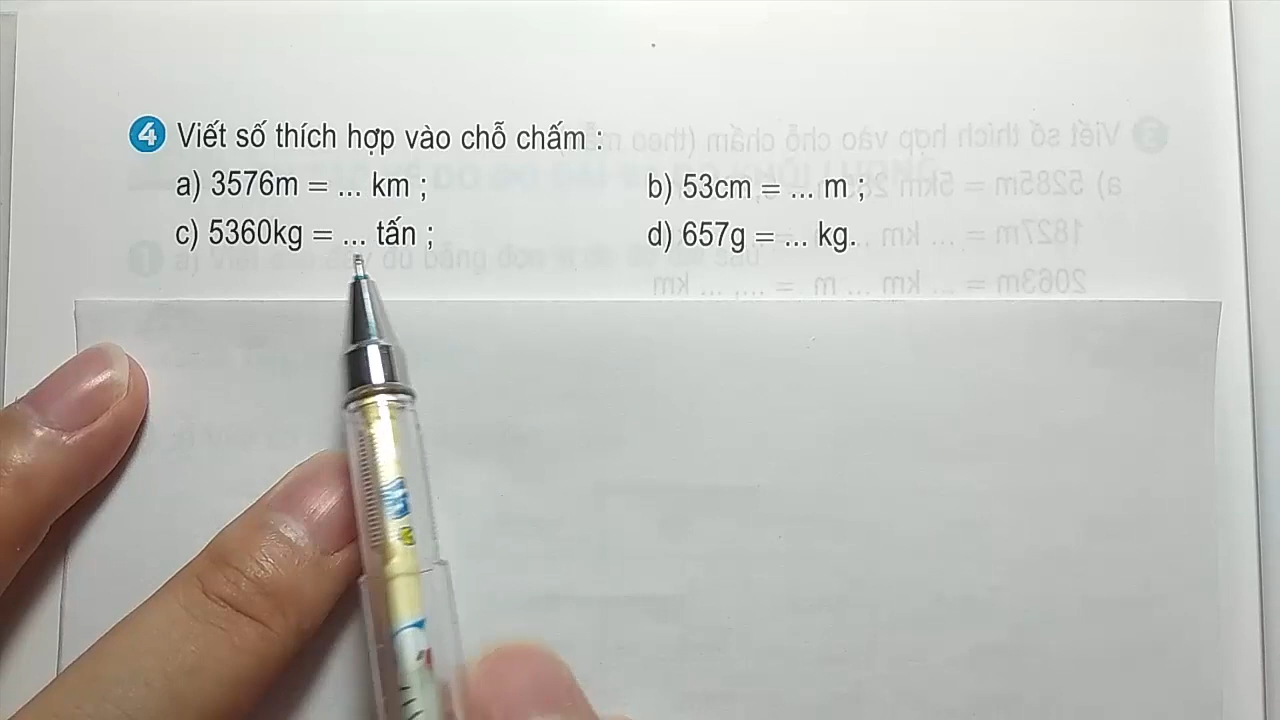 4 Viết số thích hợp vào chỗ chấm :
a) 3576m = ... km ; b) 53cm = ... m ;
c) 5360kg = ... tấn ; d) 657g = ... kg.